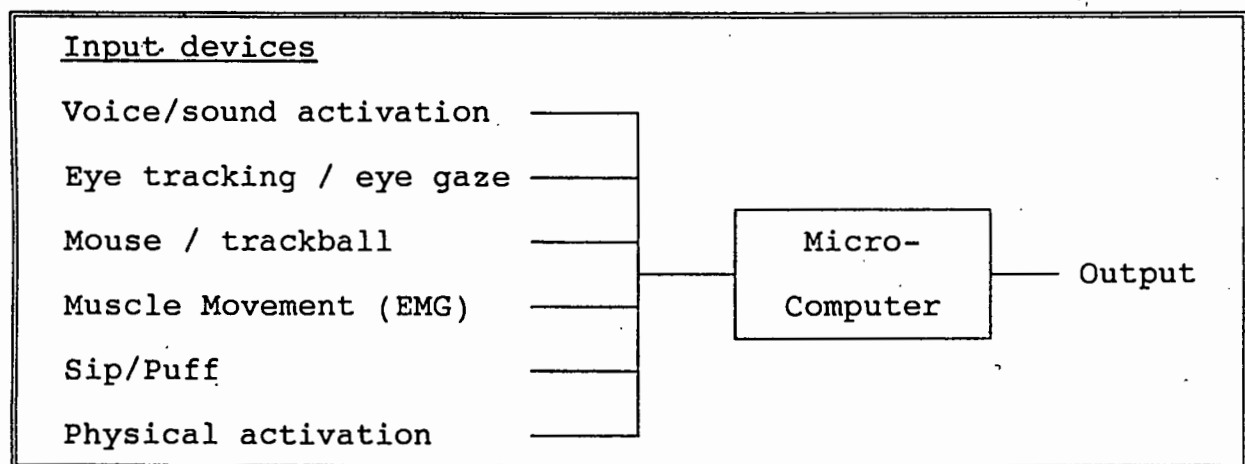 Input devices
Voice/sound activation
Eye tracking / eye gaze
Mouse / trackball
Muscle Movement (EMG)
Sip/Puff
Physical activation
Micro-
Computer
Output